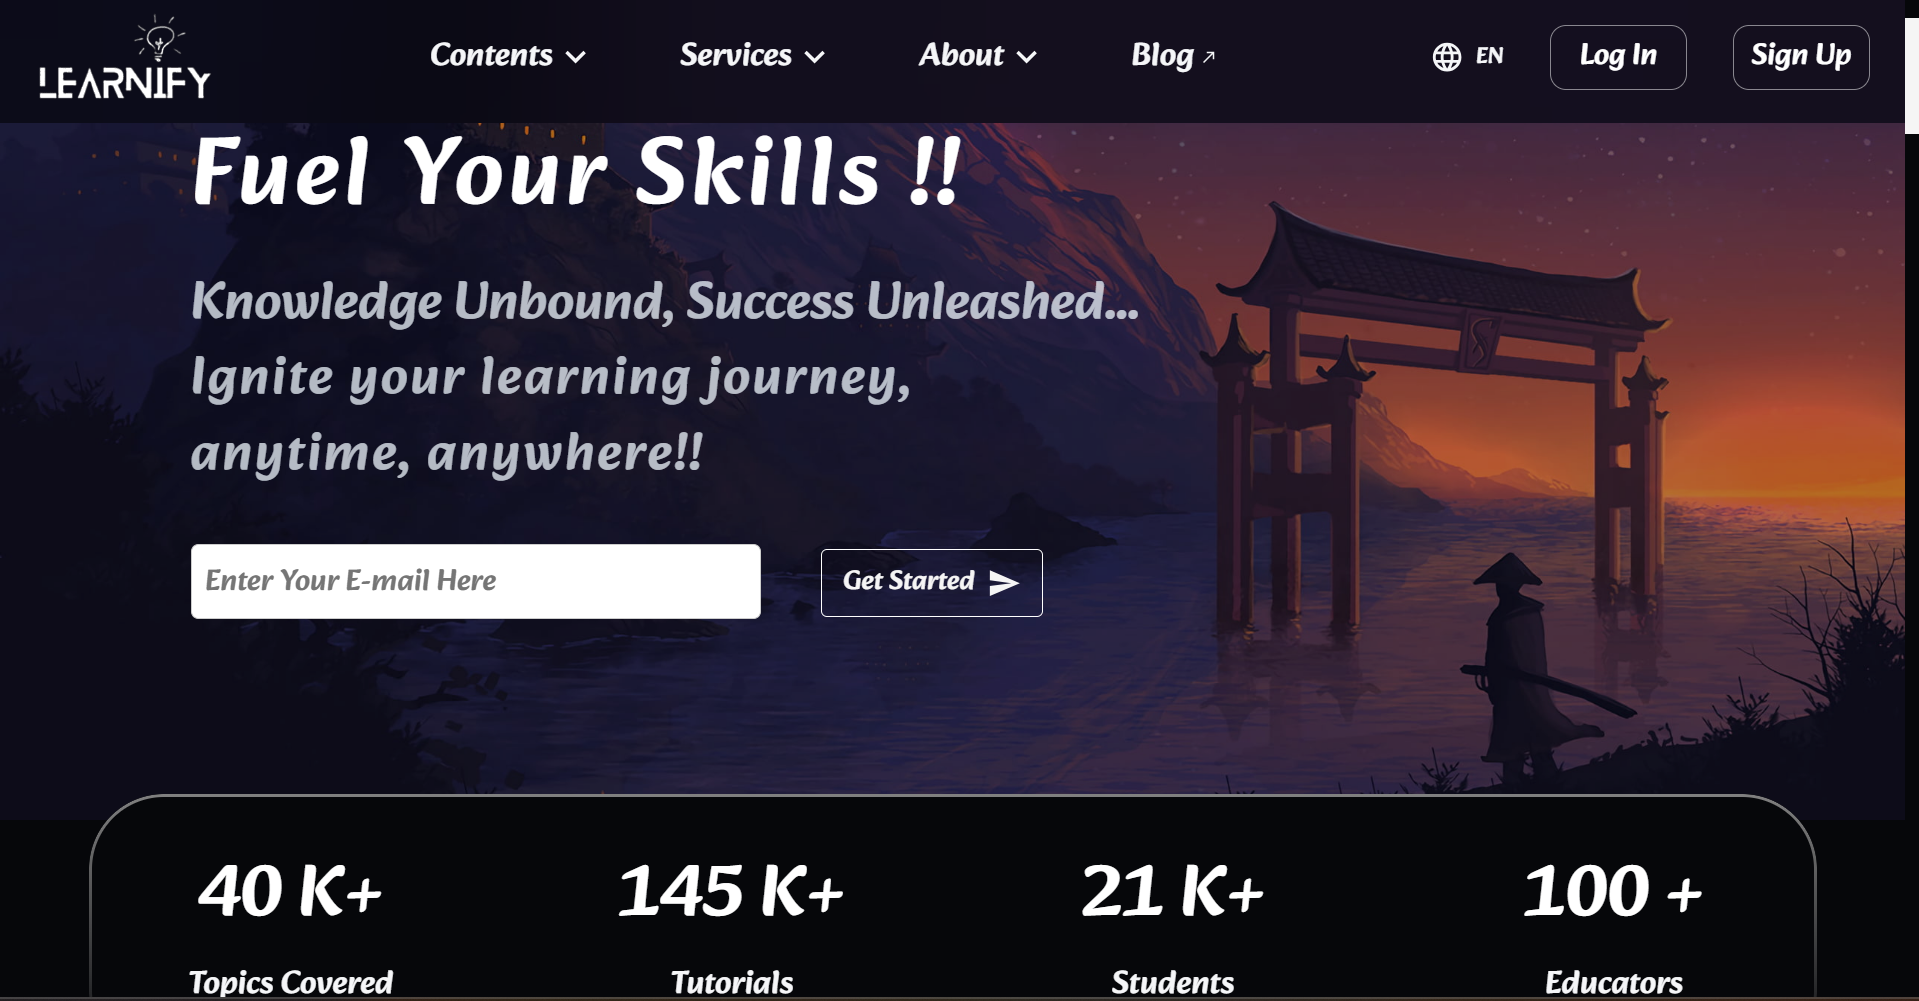 LEARNIFY
Contents Services About Blog EN Log In Sign Up
Fuel Your Skills !!
Knowledge Unbound, Success Unleashed...
Ignite your learning journey,
anytime, anywhere!!
Enter Your E-mail Here Get Started
40 K+ 145 K+ 21 K+ 100 +
Topics Covered Tutorials Students Educators